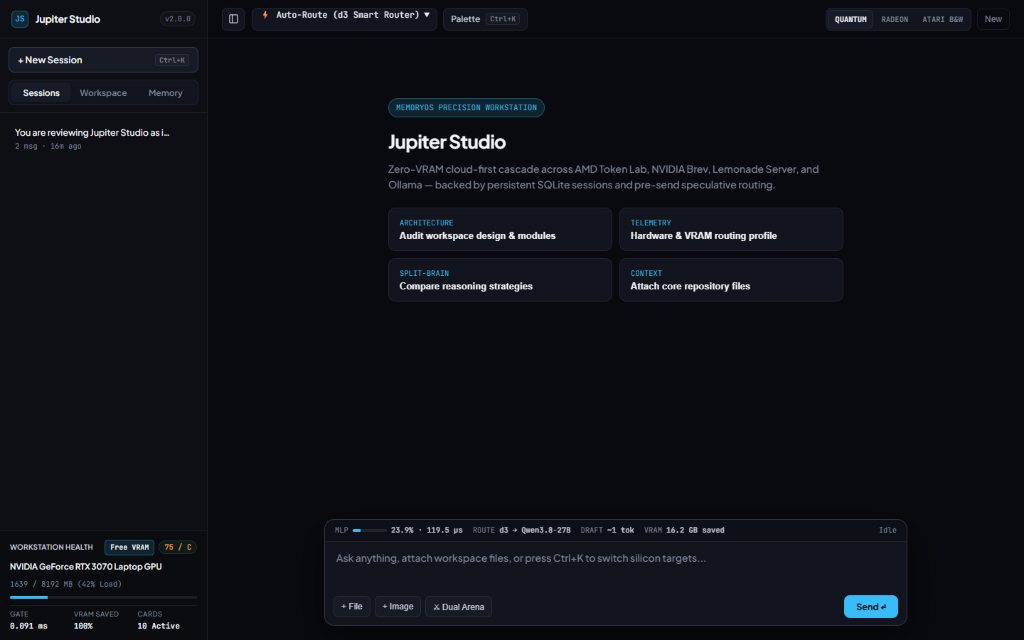 JS Jupiter Studio v2.0.0
+ New Session Ctrl+K
Sessions Workspace Memory
You are reviewing Jupiter Studio as i...
2 msg · 16m ago
WORKSTATION HEALTH Free VRAM 75 / C
NVIDIA GeForce RTX 3070 Laptop GPU
1639 / 8192 MB (42% Load)
GATE VRAM SAVED CARDS
0.091 ms 100% 10 Active
⚡ Auto-Route (d3 Smart Router) ▼ Palette Ctrl+K QUANTUM RADEON ATARI B&W New
MEMORYOS PRECISION WORKSTATION
Jupiter Studio
Zero-VRAM cloud-first cascade across AMD Token Lab, NVIDIA Brev, Lemonade Server, and
Ollama — backed by persistent SQLite sessions and pre-send speculative routing.
ARCHITECTURE
Audit workspace design & modules
TELEMETRY
Hardware & VRAM routing profile
SPLIT-BRAIN
Compare reasoning strategies
CONTEXT
Attach core repository files
MLP 23.9% · 119.5 µs ROUTE d3 → Qwen3.8-27B DRAFT ~1 tok VRAM 16.2 GB saved Idle
Ask anything, attach workspace files, or press Ctrl+K to switch silicon targets...
+ File + Image ⚔ Dual Arena Send ⏎